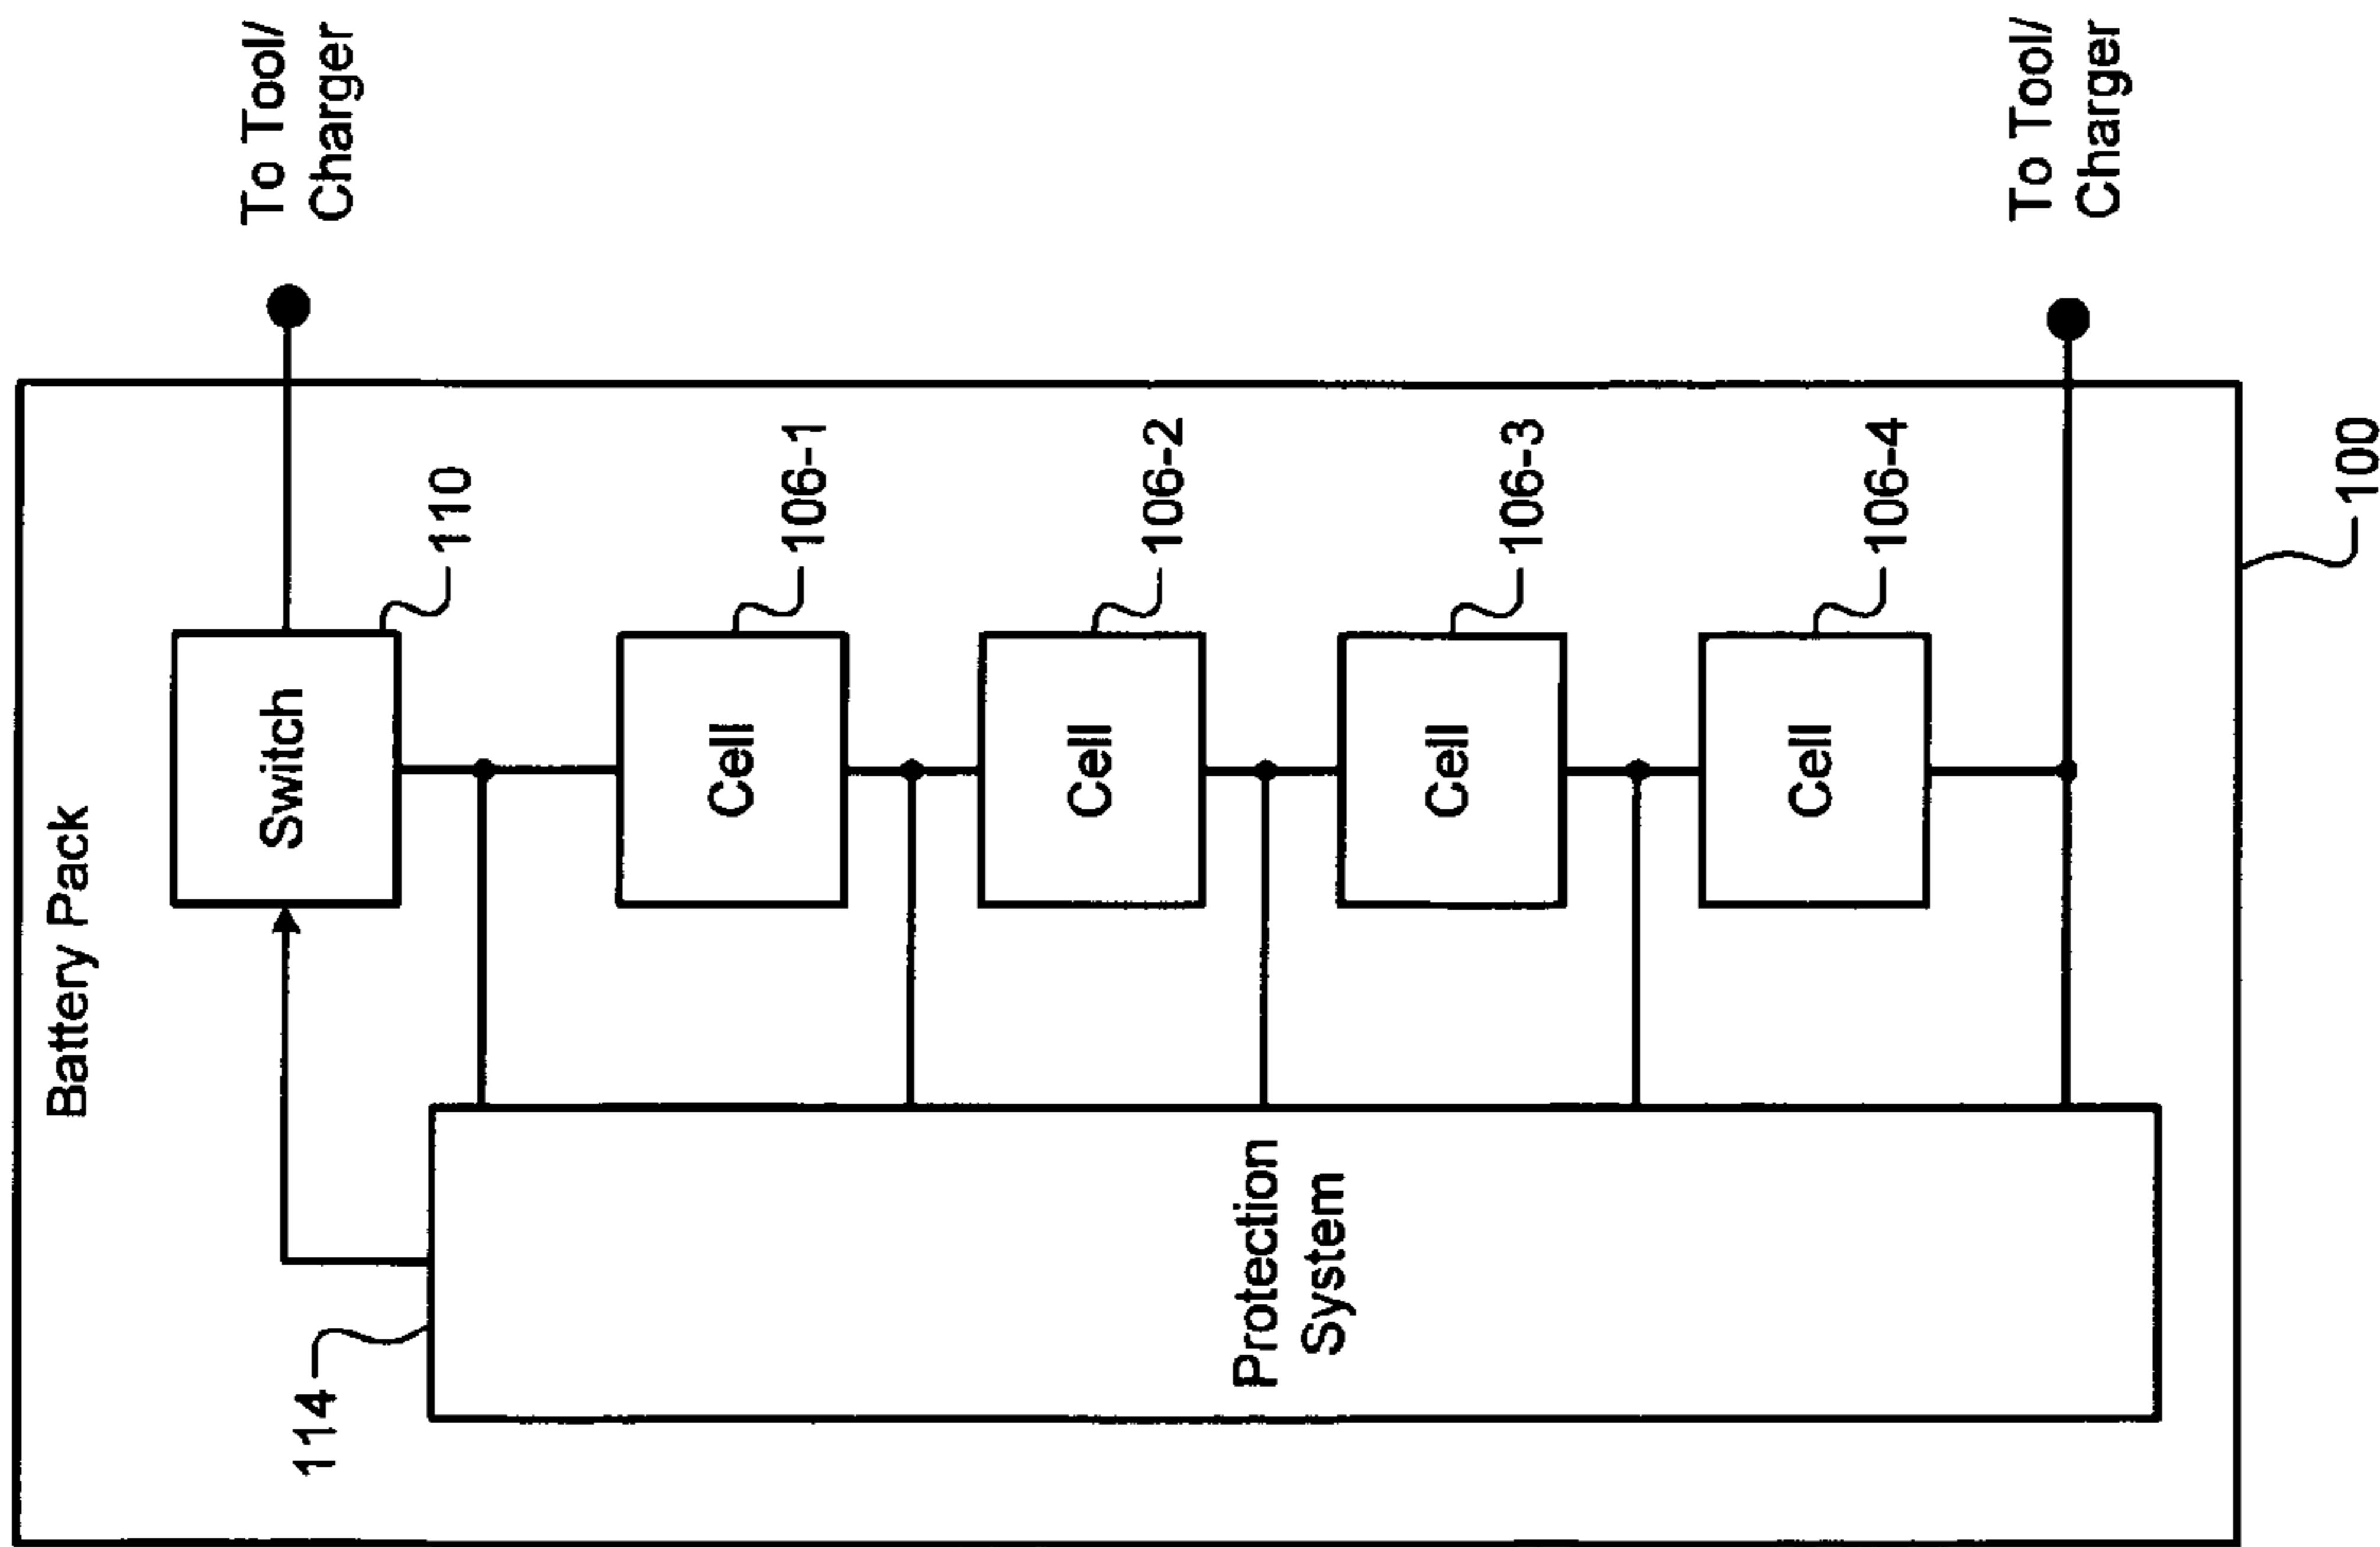 Battery Pack
114
Protection
System
Switch
110
Cell
106-1
Cell
106-2
Cell
106-3
Cell
106-4
100
To Tool/
Charger
To Tool/
Charger